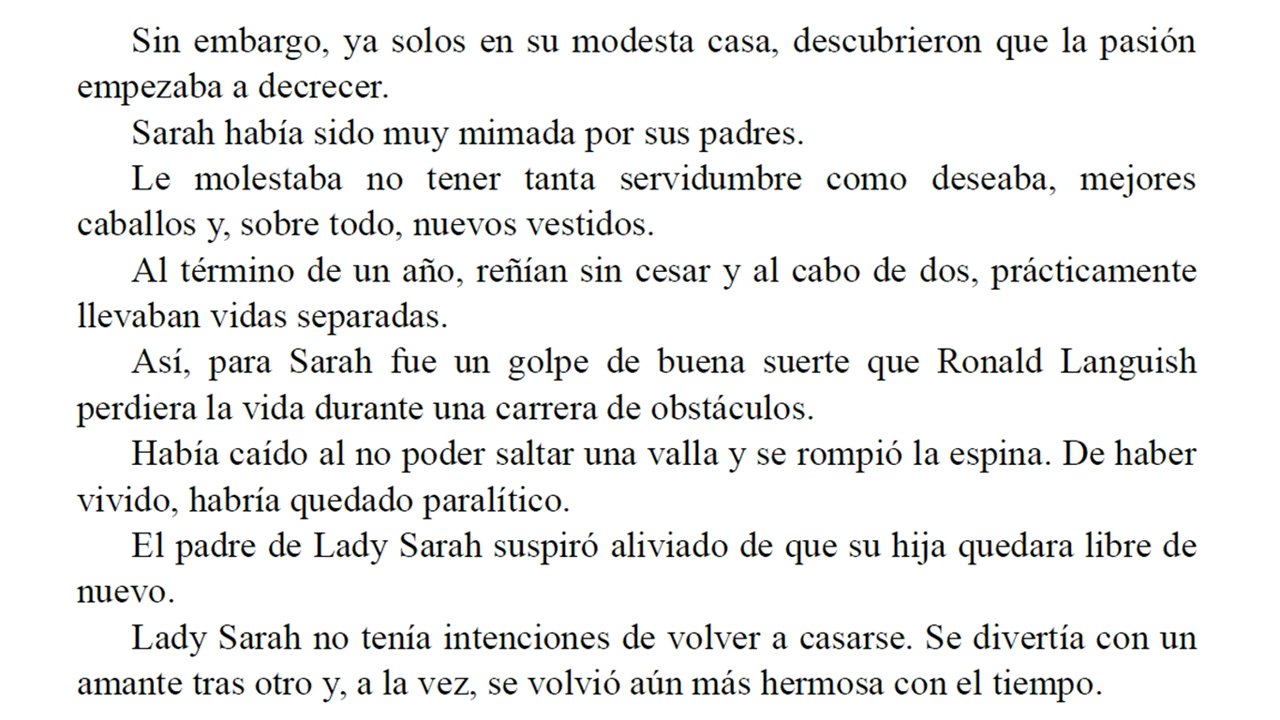 Sin embargo, ya solos en su modesta casa, descubrieron que la pasión
empezaba a decrecer.
Sarah había sido muy mimada por sus padres.
Le molestaba no tener tanta servidumbre como deseaba, mejores
caballos y, sobre todo, nuevos vestidos.
Al término de un año, reñían sin cesar y al cabo de dos, prácticamente
llevaban vidas separadas.
Así, para Sarah fue un golpe de buena suerte que Ronald Languish
perdiera la vida durante una carrera de obstáculos.
Había caído al no poder saltar una valla y se rompió la espina. De haber
vivido, habría quedado paralítico.
El padre de Lady Sarah suspiró aliviado de que su hija quedara libre de
nuevo.
Lady Sarah no tenía intenciones de volver a casarse. Se divertía con un
amante tras otro y, a la vez, se volvió aún más hermosa con el tiempo.